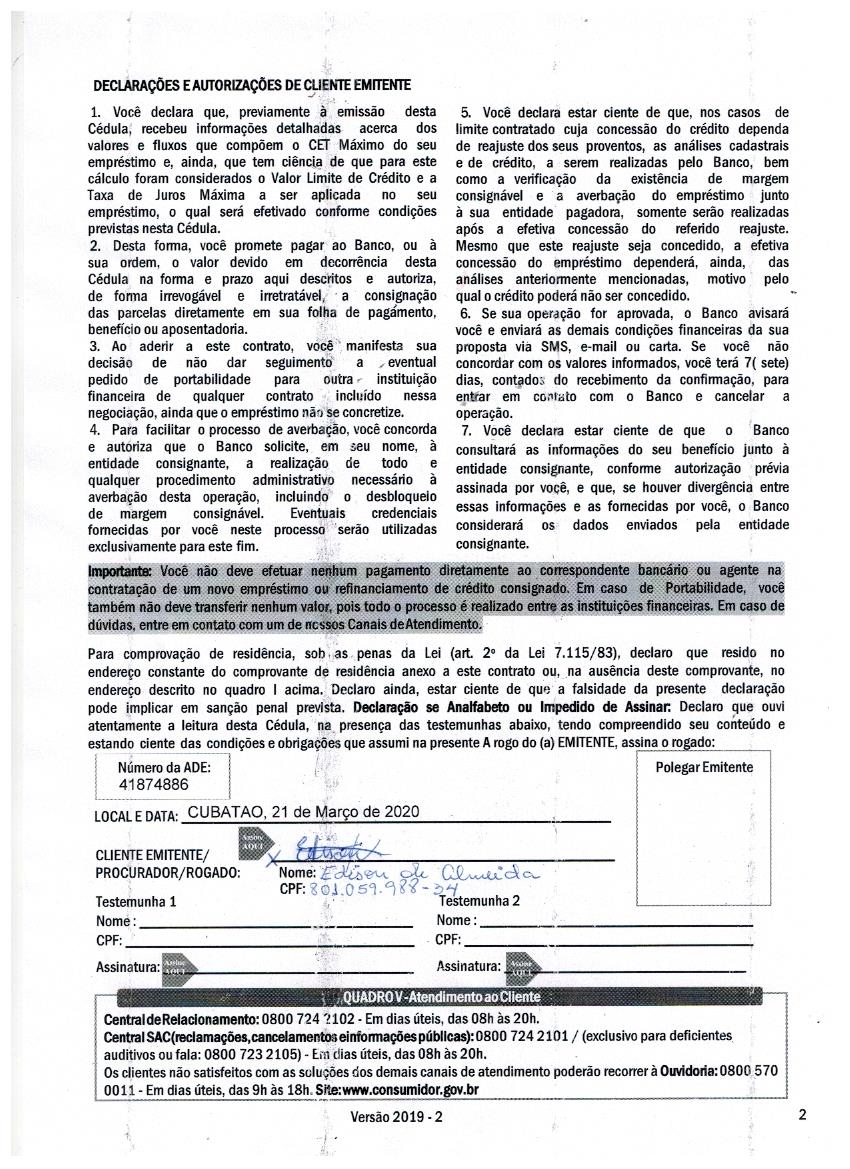 DECLARAÇÕES E AUTORIZAÇÕES DE CLIENTE EMITENTE
1. Você declara que, previamente à emissão desta
Cédula, recebeu informações detalhadas acerca dos
valores e fluxos que compõem o CET Máximo do seu
empréstimo e, ainda, que tem ciência de que para este
cálculo foram considerados o Valor Limite de Crédito e a
Taxa de Juros Máxima a ser aplicada no seu
empréstimo, o qual será efetivado conforme condições
previstas nesta Cédula.
2. Desta forma, você promete pagar ao Banco, ou à
sua ordem, o valor devido em decorrência desta
Cédula na forma e prazo aqui descritos e autoriza,
de forma irrevogável e irretratável, a consignação
das parcelas diretamente em sua folha de pagamento,
benefício ou aposentadoria.
3. Ao aderir a este contrato, você manifesta sua
decisão de não dar seguimento a eventual
pedido de portabilidade para outra instituição
financeira de qualquer contrato incluído nessa
negociação, ainda que o empréstimo não se concretize.
4. Para facilitar o processo de averbação, você concorda
e autoriza que o Banco solicite, em seu nome, à
entidade consignante, a realização de todo e
qualquer procedimento administrativo necessário à
averbação desta operação, incluindo o desbloqueio
de margem consignável. Eventuais credenciais
fornecidas por você neste processo serão utilizadas
exclusivamente para este fim.
5. Você declara estar ciente de que, nos casos de
limite contratado cuja concessão do crédito dependa
de reajuste dos seus proventos, as análises cadastrais
e de crédito, a serem realizadas pelo Banco, bem
como a verificação da existência de margem
consignável e a averbação do empréstimo junto
à sua entidade pagadora, somente serão realizadas
após a efetiva concessão do referido reajuste.
Mesmo que este reajuste seja concedido, a efetiva
concessão do empréstimo dependerá, ainda, das
análises anteriormente mencionadas, motivo pelo
qual o crédito poderá não ser concedido.
6. Se sua operação for aprovada, o Banco avisará
você e enviará as demais condições financeiras da sua
proposta via SMS, e-mail ou carta. Se você não
concordar com os valores informados, você terá 7( sete)
dias, contados do recebimento da confirmação, para
entrar em contato com o Banco e cancelar a
operação.
7. Você declara estar ciente de que o Banco
consultará as informações do seu benefício junto à
entidade consignante, conforme autorização prévia
assinada por você, e que, se houver divergência entre
essas informações e as fornecidas por você, o Banco
considerará os dados enviados pela entidade
consignante.
Importante: Você não deve efetuar nenhum pagamento diretamente ao correspondente bancário ou agente na
contratação de um novo empréstimo ou refinanciamento de crédito consignado. Em caso de Portabilidade, você
também não deve transferir nenhum valor, pois todo o processo é realizado entre as instituições financeiras. Em caso de
dúvidas, entre em contato com um de nossos Canais de Atendimento.
Para comprovação de residência, sob as penas da Lei (art. 2º da Lei 7.115/83), declaro que resido no
endereço constante do comprovante de residência anexo a este contrato ou, na ausência deste comprovante, no
endereço descrito no quadro I acima. Declaro ainda, estar ciente de que a falsidade da presente declaração
pode implicar em sanção penal prevista. Declaração se Analfabeto ou Impedido de Assinar: Declaro que ouvi
atentamente a leitura desta Cédula, na presença das testemunhas abaixo, tendo compreendido seu conteúdo e
estando ciente das condições e obrigações que assumi na presente A rogo do (a) EMITENTE, assina o rogado:
Número da ADE:
41874886
Polegar Emitente
LOCAL E DATA: CUBATAO, 21 de Março de 2020
Assine
AQUI
CLIENTE EMITENTE/
PROCURADOR/ROGADO:
X
Nome: Edison de Almeida
CPF: 801.059.988-34
Testemunha 1
Nome:
CPF:
Assinatura: Assine
AQUI
Testemunha 2
Nome:
CPF:
Assinatura: Assine
AQUI
QUADRO V - Atendimento ao Cliente
Central de Relacionamento: 0800 724 2102 - Em dias úteis, das 08h às 20h.
Central SAC (reclamações, cancelamentos e informações públicas): 0800 724 2101 / (exclusivo para deficientes
auditivos ou fala: 0800 723 2105) - Em dias úteis, das 08h às 20h.
Os clientes não satisfeitos com as soluções dos demais canais de atendimento poderão recorrer à Ouvidoria: 0800 570
0011 - Em dias úteis, das 9h às 18h. Site: www.consumidor.gov.br
Versão 2019 - 2
2